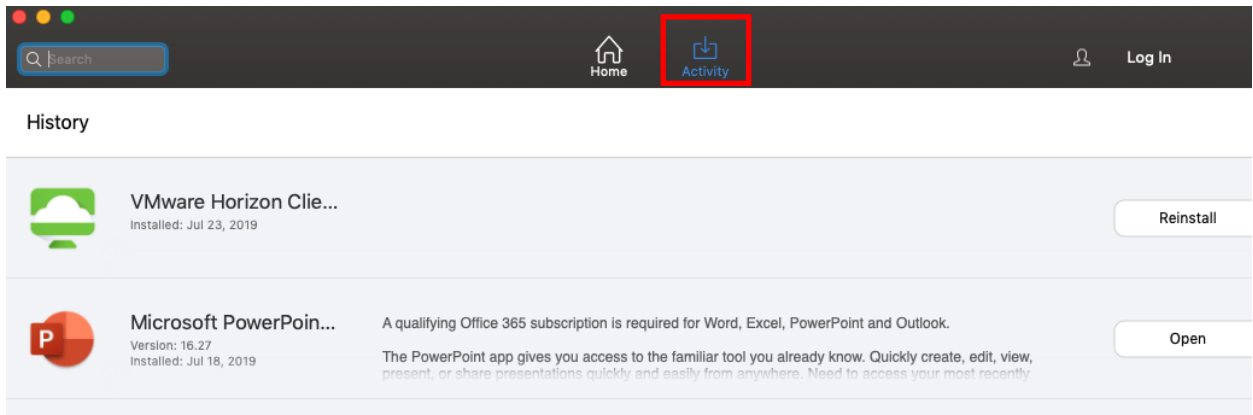 Search
Home
Activity
Log In
History
VMware Horizon Clie...
Installed: Jul 23, 2019
Reinstall
P
Microsoft PowerPoin...
Version: 16.27
Installed: Jul 18, 2019
A qualifying Office 365 subscription is required for Word, Excel, PowerPoint and Outlook.
The PowerPoint app gives you access to the familiar tool you already know. Quickly create, edit, view,
present, or share presentations quickly and easily from anywhere. Need to access your most recently
Open